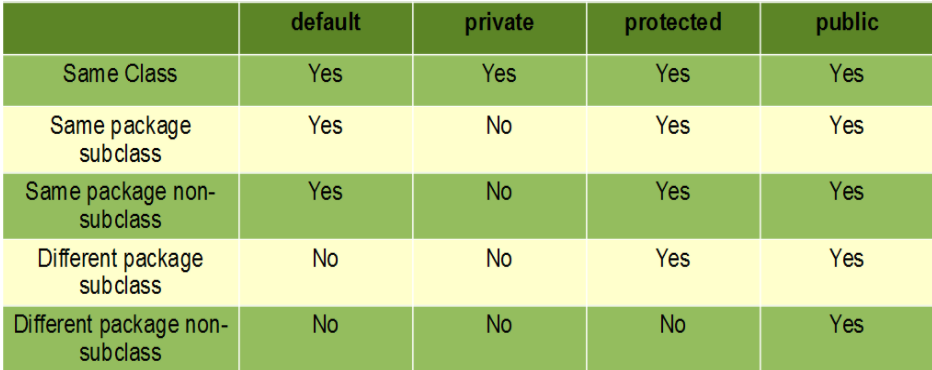 default private protected public
Same Class Yes Yes Yes Yes
Same package
subclass Yes No Yes Yes
Same package non-
subclass Yes No Yes Yes
Different package
subclass No No Yes Yes
Different package non-
subclass No No No Yes